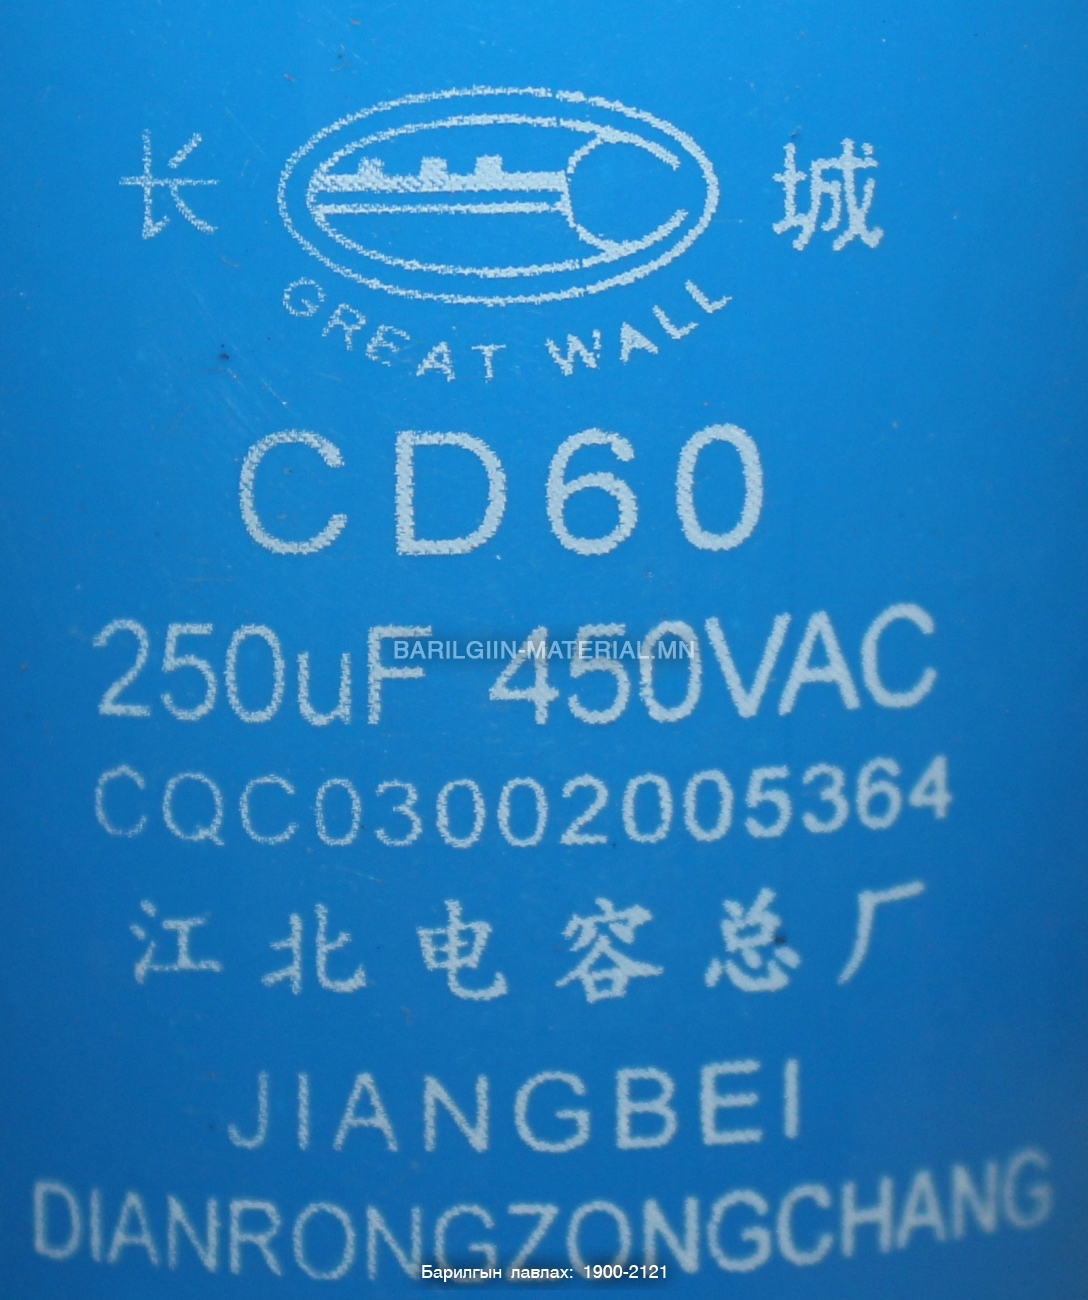 长 城
GREAT WALL
CD60
250uF 450VAC
BARILGIIN-MATERIAL.MN
CQC03002005364
江北电容总厂
JIANGBEI
DIANRONGZONGCHANG
Барилгын лавлах: 1900-2121